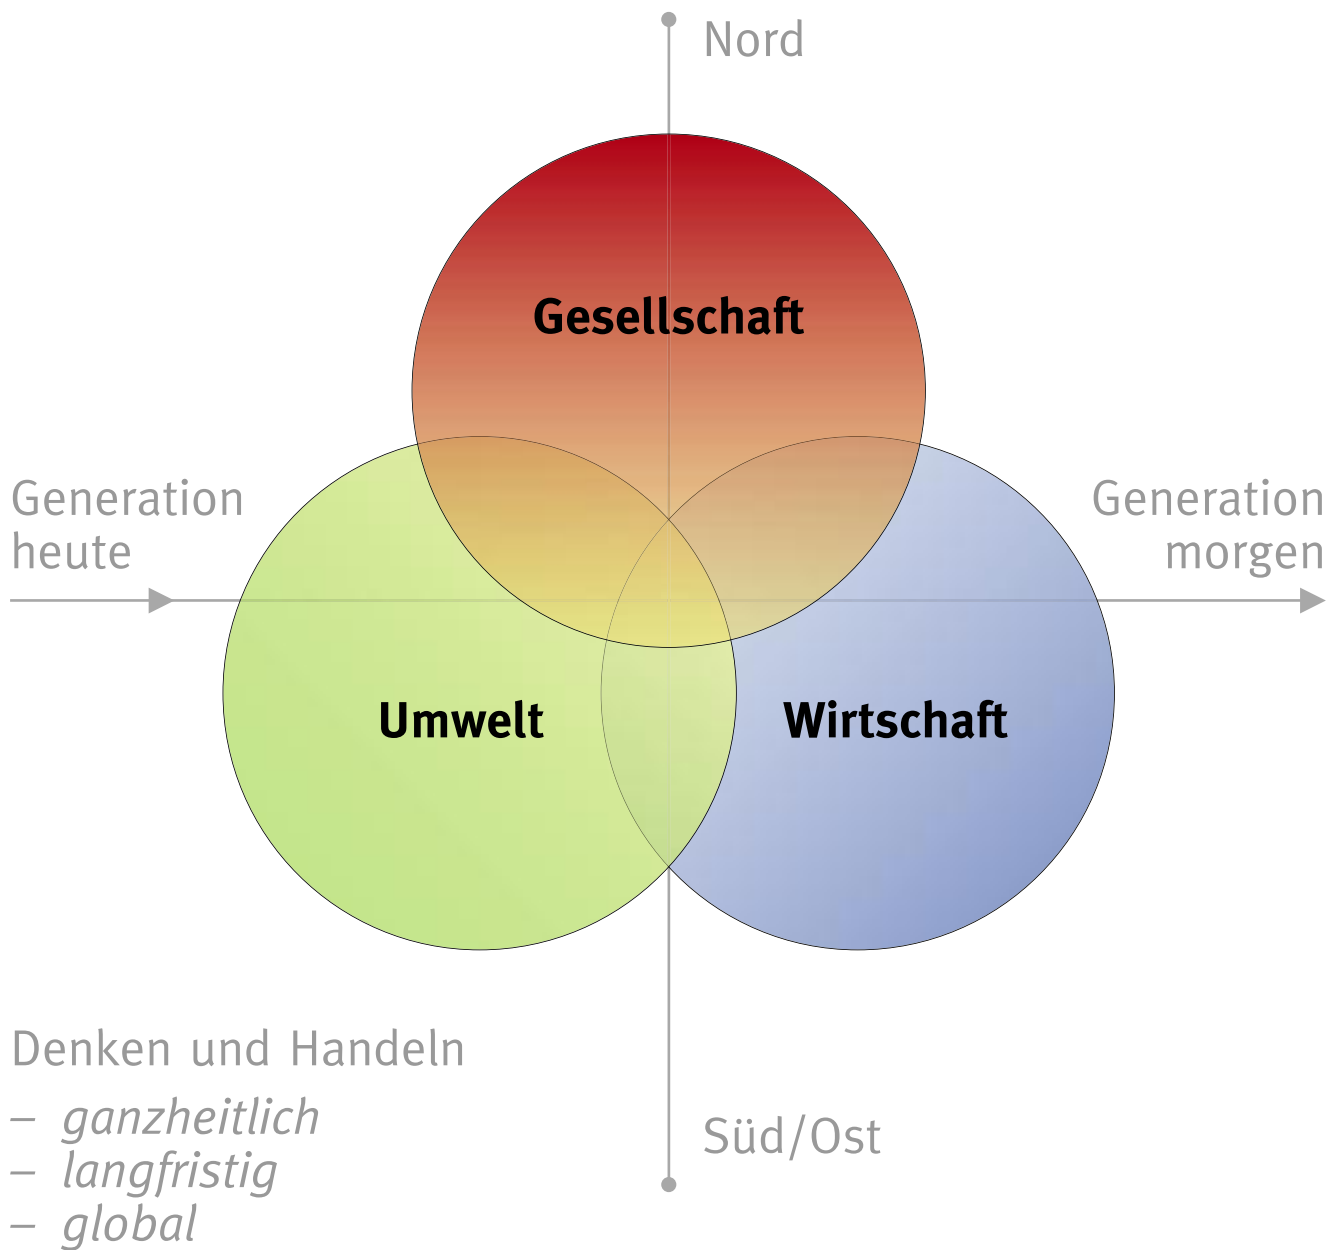 Nord
Gesellschaft
Generation
heute
Generation
morgen
Umwelt
Wirtschaft
Denken und Handeln
– ganzheitlich
– langfristig
– global
Süd/Ost